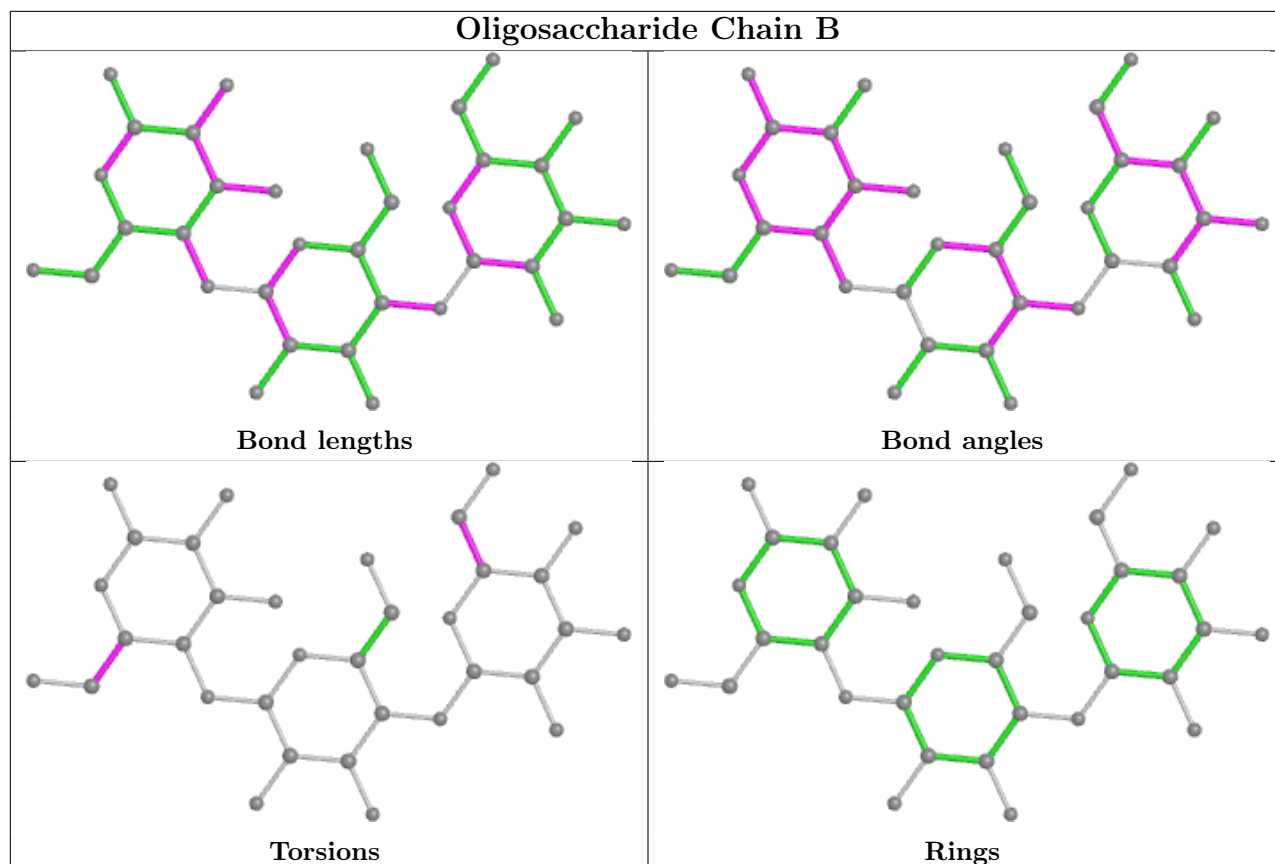 Oligosaccharide Chain B
Bond lengths
Bond angles
Torsions
Rings